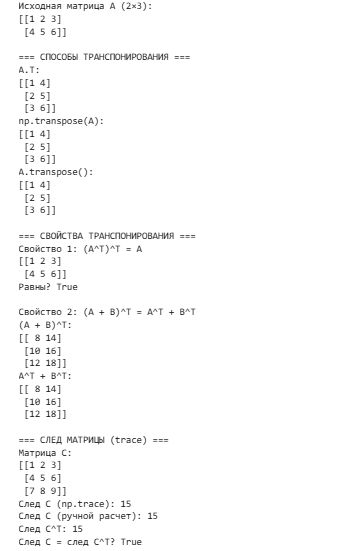 Исходная матрица A (2×3):
[[1 2 3]
 [4 5 6]]

=== СПОСОБЫ ТРАНСПОНИРОВАНИЯ ===
A.T:
[[1 4]
 [2 5]
 [3 6]]
np.transpose(A):
[[1 4]
 [2 5]
 [3 6]]
A.transpose():
[[1 4]
 [2 5]
 [3 6]]

=== СВОЙСТВА ТРАНСПОНИРОВАНИЯ ===
Свойство 1: (A^T)^T = A
[[1 2 3]
 [4 5 6]]
Равны? True

Свойство 2: (A + B)^T = A^T + B^T
(A + B)^T:
[[ 8 14]
 [10 16]
 [12 18]]
A^T + B^T:
[[ 8 14]
 [10 16]
 [12 18]]

=== СЛЕД МАТРИЦЫ (trace) ===
Матрица C:
[[1 2 3]
 [4 5 6]
 [7 8 9]]
След C (np.trace): 15
След C (ручной расчет): 15
След C^T: 15
След C = след C^T? True